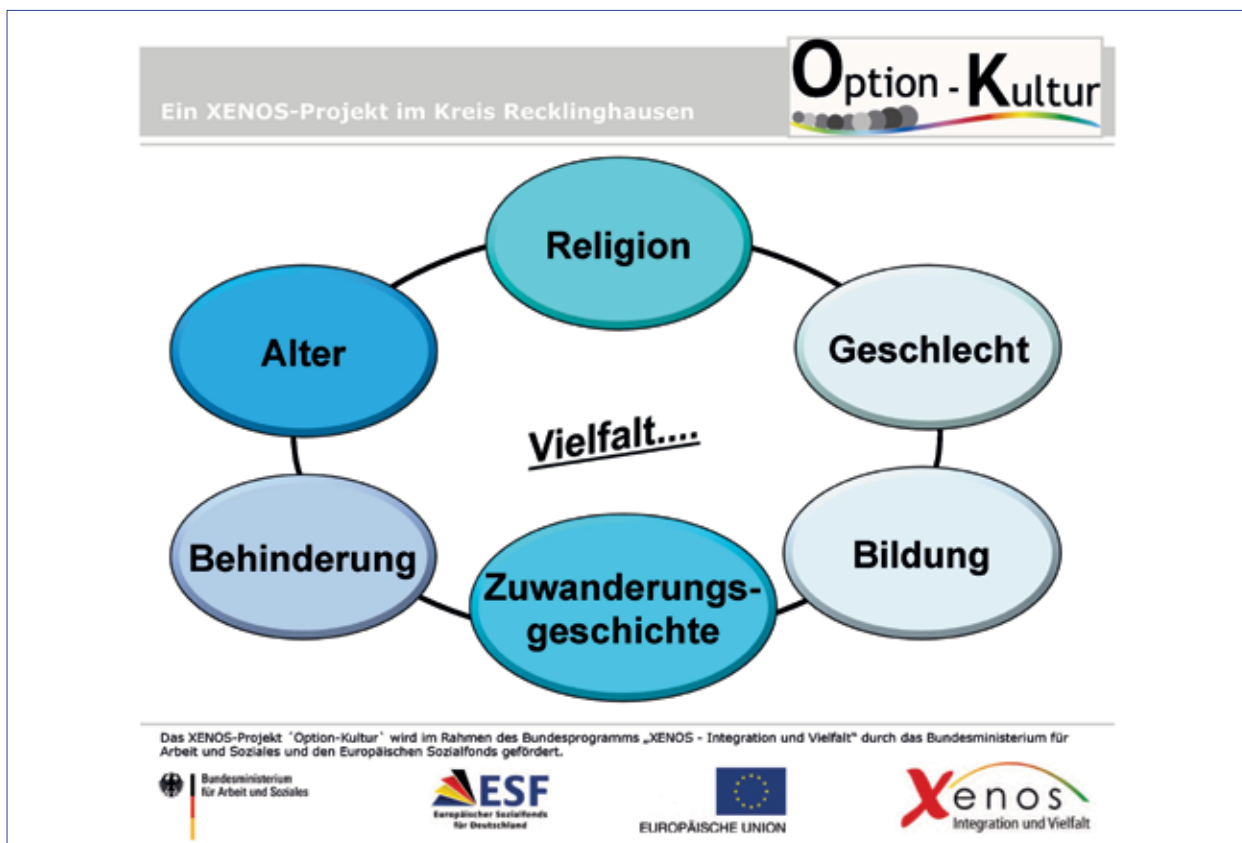 Ein XENOS-Projekt im Kreis Recklinghausen
Option - Kultur
Religion
Alter
Geschlecht
Vielfalt....
Behinderung
Bildung
Zuwanderungs-
geschichte
Das XENOS-Projekt ´Option-Kultur` wird im Rahmen des Bundesprogramms „XENOS - Integration und Vielfalt“ durch das Bundesministerium für
Arbeit und Soziales und den Europäischen Sozialfonds gefördert.
Bundesministerium
für Arbeit und Soziales
ESF
Europäischer Sozialfonds
für Deutschland
EUROPÄISCHE UNION
Xenos
Integration und Vielfalt